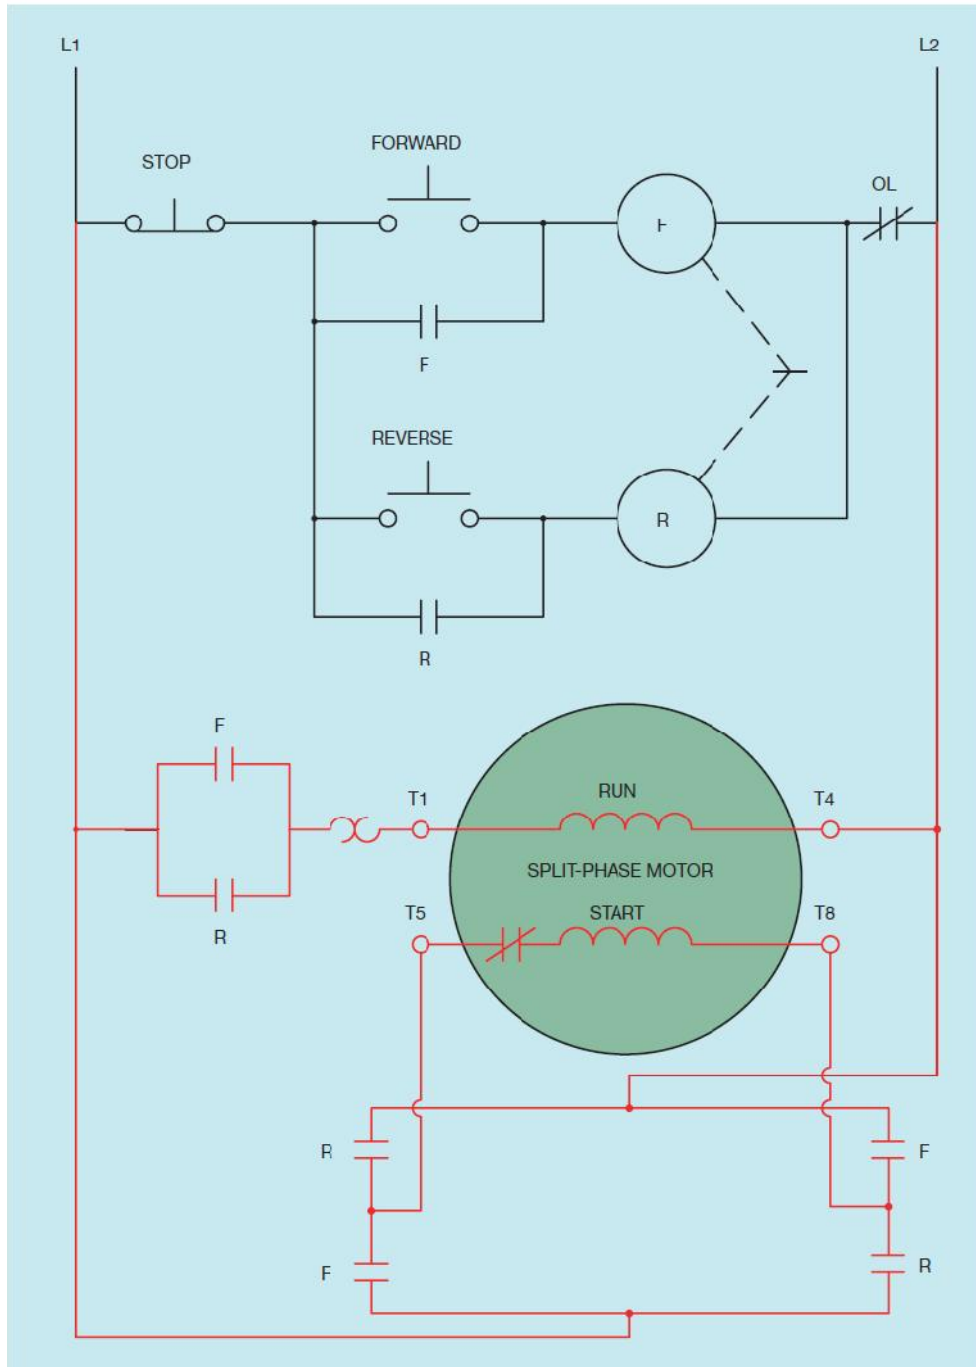 L1
L2
FORWARD
STOP
OL
F
F
REVERSE
R
R
F
RUN
T1
T4
SPLIT-PHASE MOTOR
T5
START
T8
R
R
F
F
R